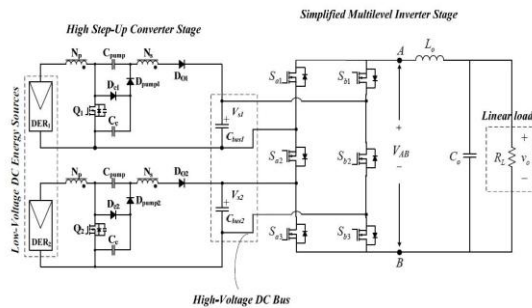 High Step-Up Converter Stage
Simplified Multilevel Inverter Stage
Low-Voltage DC Energy Sources
Np Cpump Ns DO1
DER1
Dc1 Dpump1
Q1
Cc
+ Vs1
Cbus1
Np Cpump Ns DO2
DER2
Dc2 Dpump2
Q2
Cc
+ Vs2
Cbus2
High-Voltage DC Bus
Sa1 Sb1
Sa2 Sb2
Sa3 Sb3
A
+
VAB
−
B
Lo
Co
Linear load
RL
+
vo
−